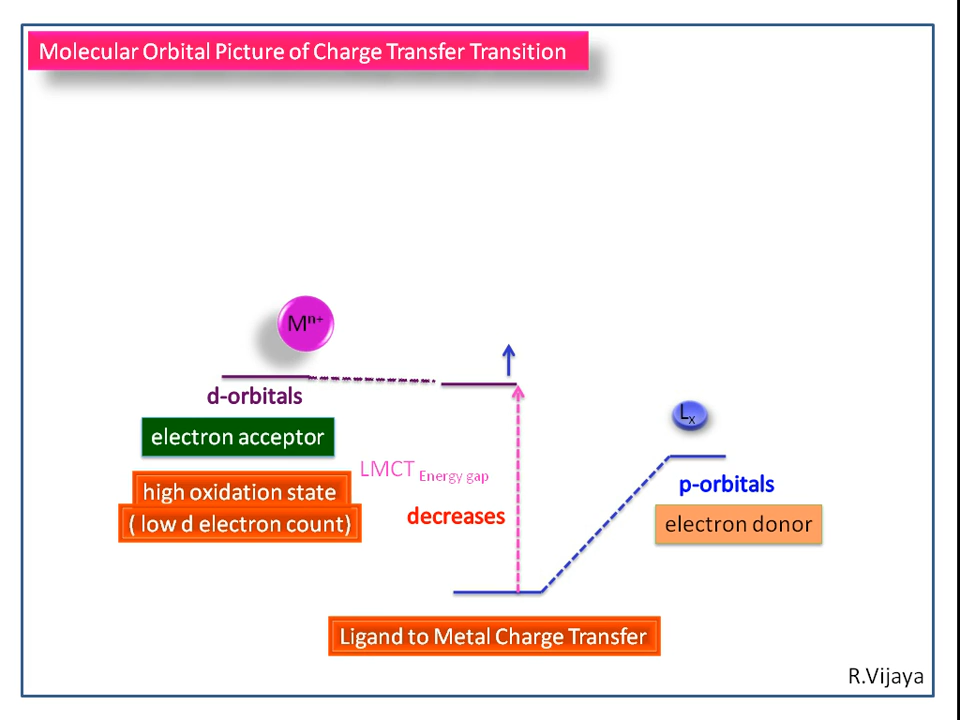 Molecular Orbital Picture of Charge Transfer Transition
Mⁿ⁺
d-orbitals
electron acceptor
high oxidation state
( low d electron count)
LMCT Energy gap
decreases
Lₓ
p-orbitals
electron donor
Ligand to Metal Charge Transfer
R.Vijaya